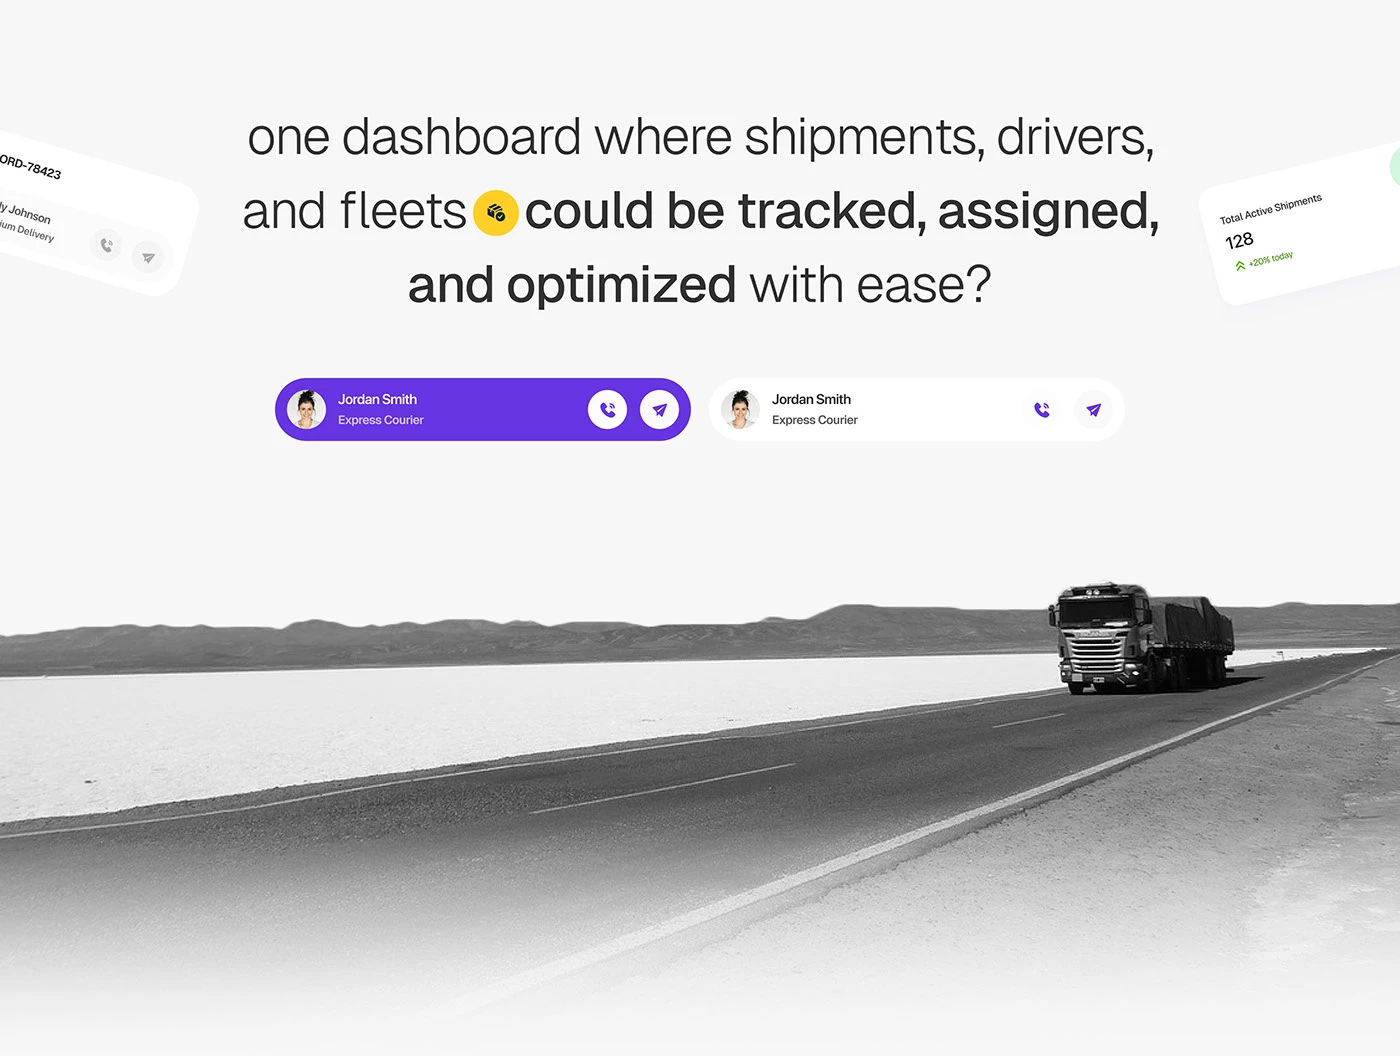 one dashboard where shipments, drivers,
and fleets could be tracked, assigned,
and optimized with ease?
ORD-78423
Johnson
Delivery
Total Active Shipments
128
+20% today
Jordan Smith
Express Courier
Jordan Smith
Express Courier
SCANIA